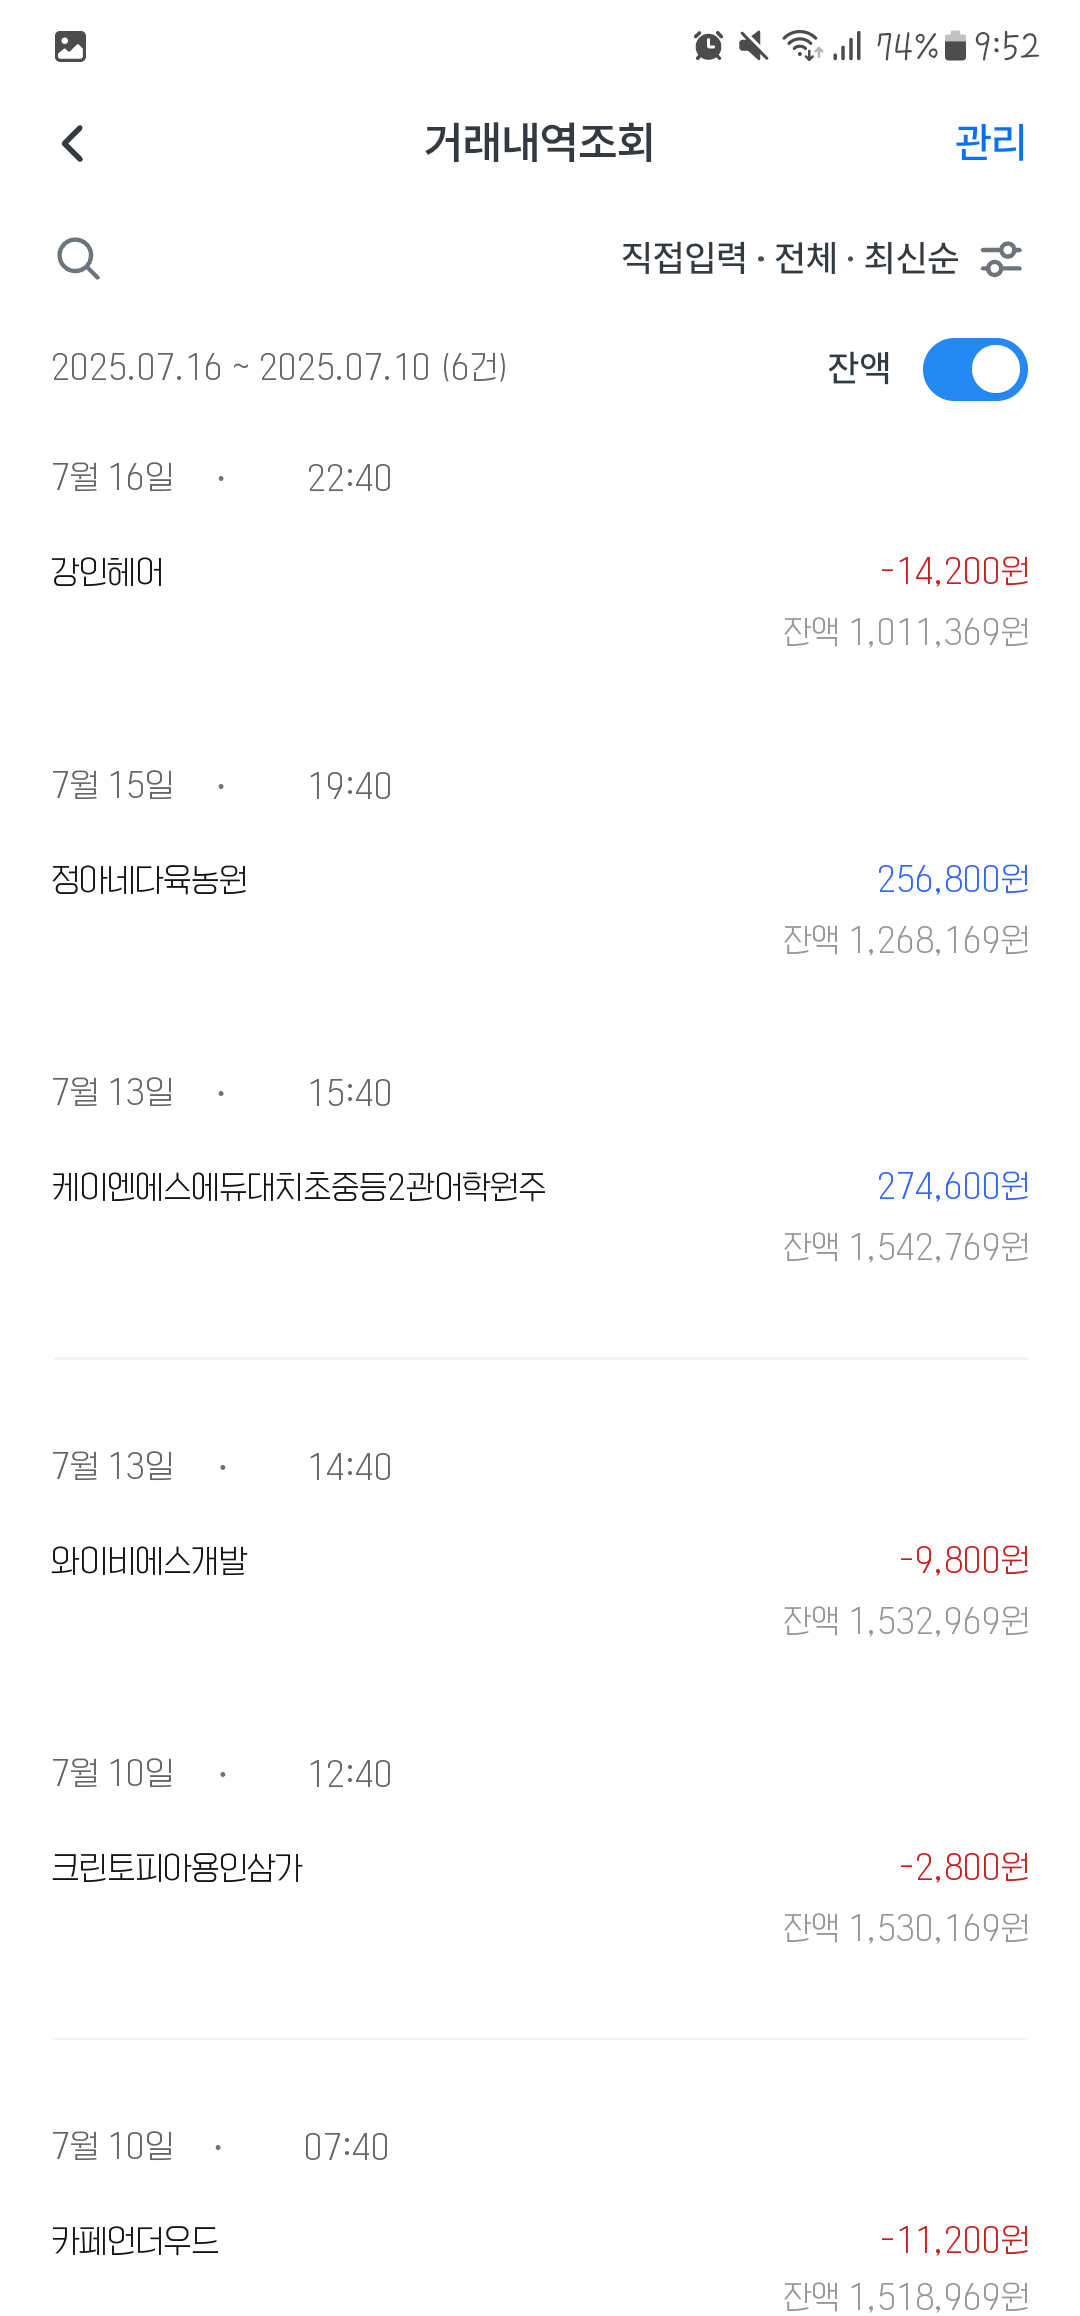 74% 9:52
거래내역조회 관리
직접입력 · 전체 · 최신순
2025.07.16 ~ 2025.07.10 (6건) 잔액
7월 16일 · 22:40
강인헤어 -14,200원
잔액 1,011,369원
7월 15일 · 19:40
정아네다육농원 256,800원
잔액 1,268,169원
7월 13일 · 15:40
케이엔에스에듀대치초중등2관어학원주 274,600원
잔액 1,542,769원
7월 13일 · 14:40
와이비에스개발 -9,800원
잔액 1,532,969원
7월 10일 · 12:40
크린토피아용인삼가 -2,800원
잔액 1,530,169원
7월 10일 · 07:40
카페언더우드 -11,200원
잔액 1,518,969원